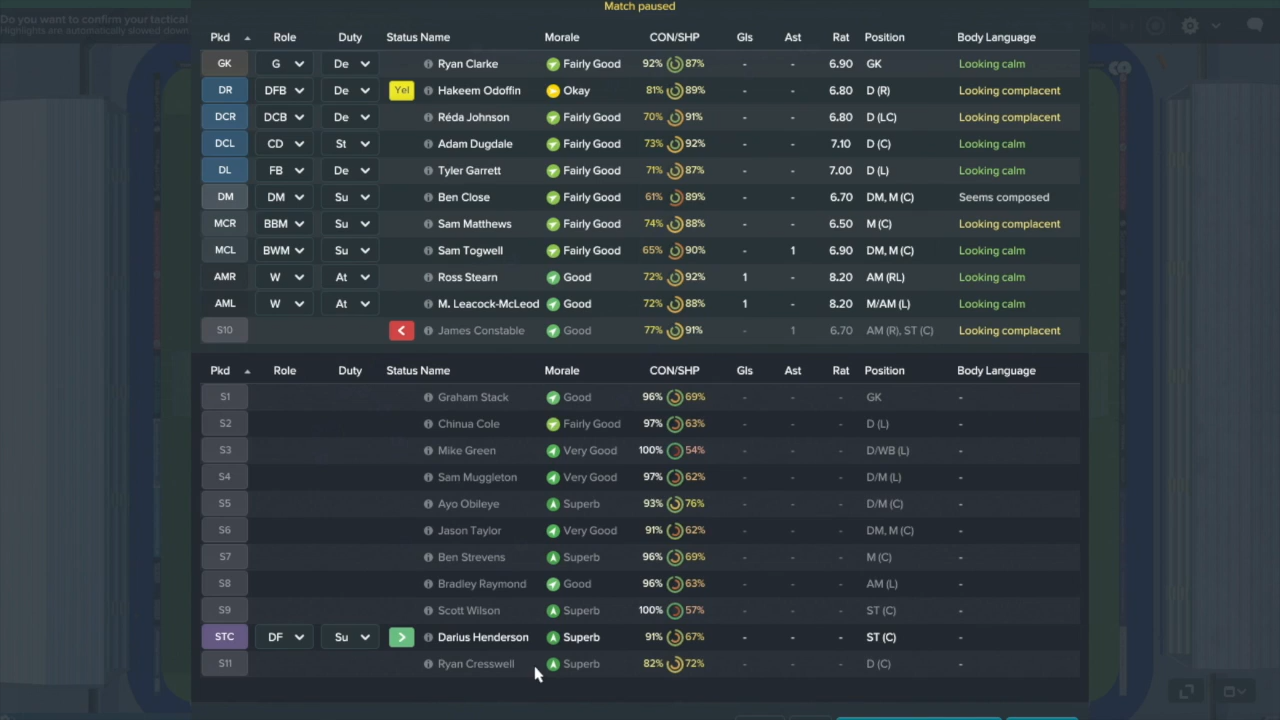 Match paused
Do you want to confirm your tactical
Highlights are automatically slowed down
Pkd Role Duty Status Name Morale CON/SHP Gls Ast Rat Position Body Language
GK G De Ryan Clarke Fairly Good 92% 87% - - 6.90 GK Looking calm
DR DFB De Yel Hakeem Odoffin Okay 81% 89% - - 6.80 D (R) Looking complacent
DCR DCB De Réda Johnson Fairly Good 70% 91% - - 6.80 D (LC) Looking complacent
DCL CD St Adam Dugdale Fairly Good 73% 92% - - 7.10 D (C) Looking calm
DL FB De Tyler Garrett Fairly Good 71% 87% - - 7.00 D (L) Looking calm
DM DM Su Ben Close Fairly Good 61% 89% - - 6.70 DM, M (C) Seems composed
MCR BBM Su Sam Matthews Fairly Good 74% 88% - - 6.50 M (C) Looking complacent
MCL BWM Su Sam Togwell Fairly Good 65% 90% - 1 6.90 DM, M (C) Looking calm
AMR W At Ross Stearn Good 72% 92% 1 - 8.20 AM (RL) Looking calm
AML W At M. Leacock-McLeod Good 72% 88% 1 - 8.20 M/AM (L) Looking calm
S10 < James Constable Good 77% 91% - 1 6.70 AM (R), ST (C) Looking complacent
Pkd Role Duty Status Name Morale CON/SHP Gls Ast Rat Position Body Language
S1 Graham Stack Good 96% 69% - - - GK -
S2 Chinua Cole Fairly Good 97% 63% - - - D (L) -
S3 Mike Green Very Good 100% 54% - - - D/WB (L) -
S4 Sam Muggleton Very Good 97% 62% - - - D/M (L) -
S5 Ayo Obileye Superb 93% 76% - - - D/M (C) -
S6 Jason Taylor Very Good 91% 62% - - - DM, M (C) -
S7 Ben Strevens Superb 96% 69% - - - M (C) -
S8 Bradley Raymond Good 96% 63% - - - AM (L) -
S9 Scott Wilson Superb 100% 57% - - - ST (C) -
STC DF Su > Darius Henderson Superb 91% 67% - - - ST (C) -
S11 Ryan Cresswell Superb 82% 72% - - - D (C) -